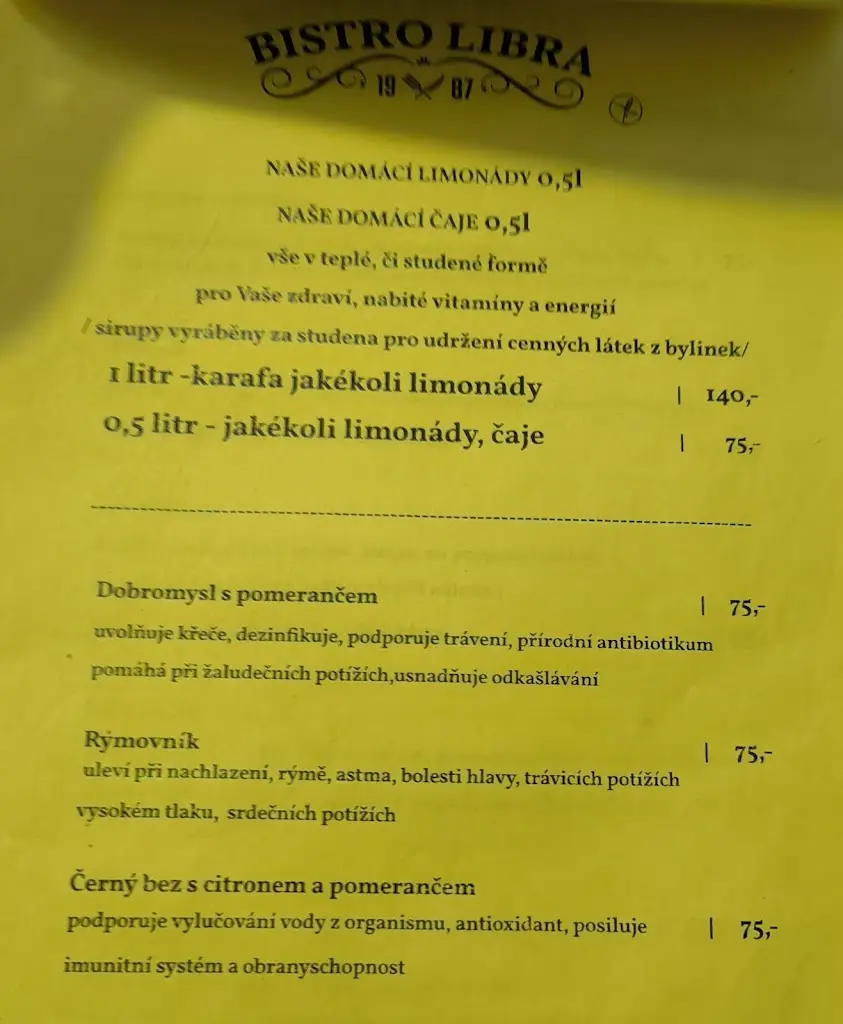 BISTRO LIBRA
19 87
NAŠE DOMÁCÍ LIMONÁDY 0,5l
NAŠE DOMÁCÍ ČAJE 0,5l
vše v teplé, či studené formě
pro Vaše zdraví, nabité vitamíny a energií
/ sirupy vyráběny za studena pro udržení cenných látek z bylinek/
1 litr -karafa jakékoli limonády | 140,-
0,5 litr - jakékoli limonády, čaje | 75,-
Dobromysl s pomerančem | 75,-
uvolňuje křeče, dezinfikuje, podporuje trávení, přírodní antibiotikum
pomáhá při žaludečních potížích,usnadňuje odkašlávání
Rýmovník | 75,-
uleví při nachlazení, rýmě, astma, bolesti hlavy, trávicích potížích
vysokém tlaku, srdečních potížích
Černý bez s citronem a pomerančem
podporuje vylučování vody z organismu, antioxidant, posiluje | 75,-
imunitní systém a obranyschopnost